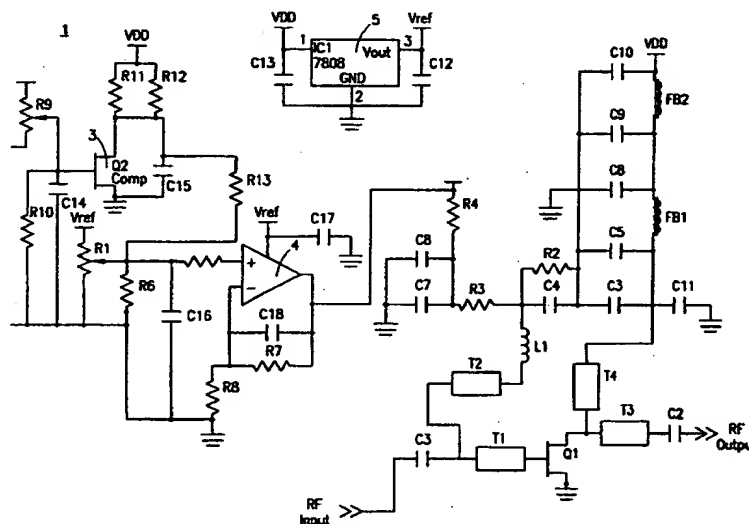 1
VDD
5
Vref
C10
VDD
1
IC1
Vout
3
C13
7808
C12
GND
2
R11
R12
FB2
C9
R9
3
Q2
Comp
C15
C8
C14
R13
R10
Vref
Vref
C17
R4
FB1
R1
4
C8
C5
R2
R6
+
−
C7
R3
C4
C3
C11
C16
C18
L1
R7
R8
T2
T4
C3
T1
Q1
T3
C2
RF
Output
RF
Input